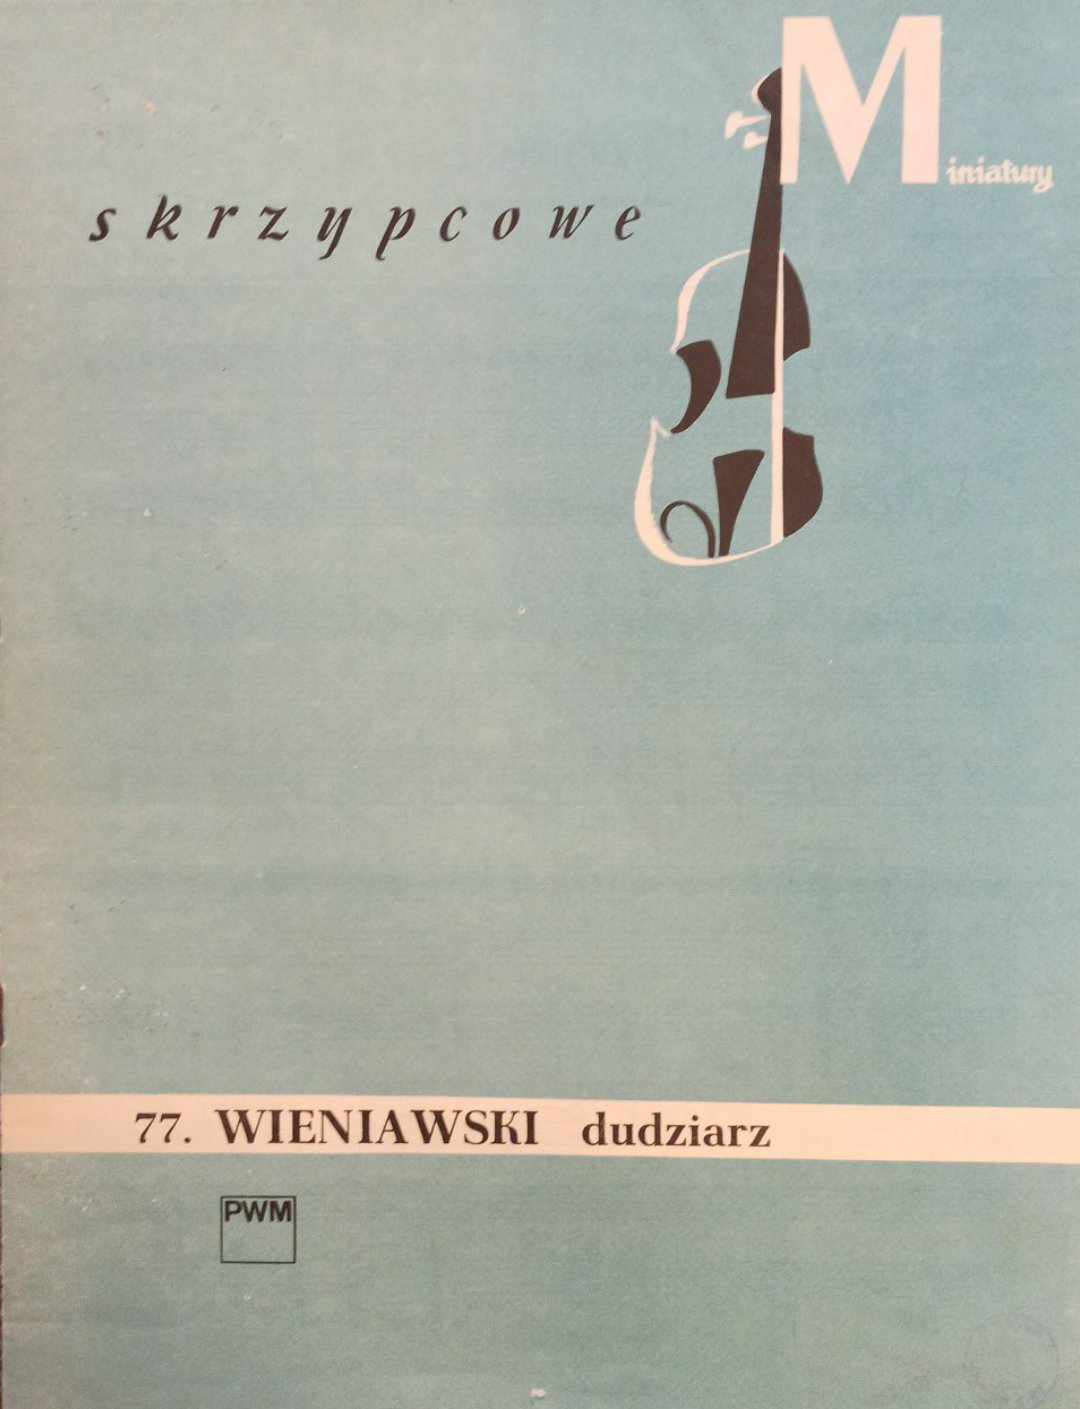 Miniatury
skrzypcowe
77. WIENIAWSKI dudziarz
PWM